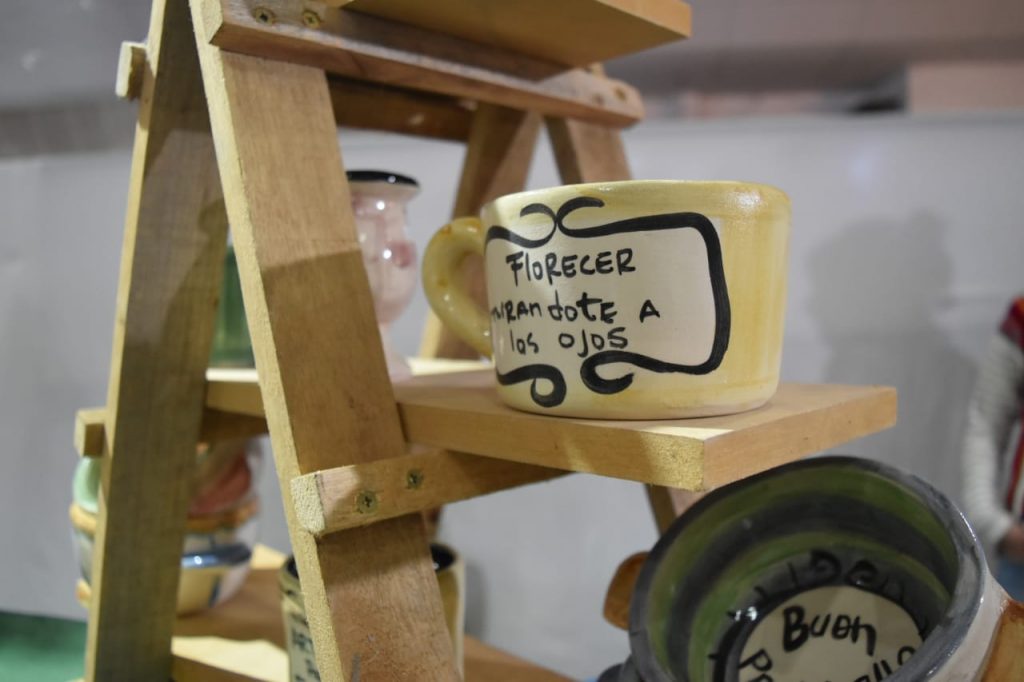 FlORECER
MIRANdotE A
los ojos
BuEn